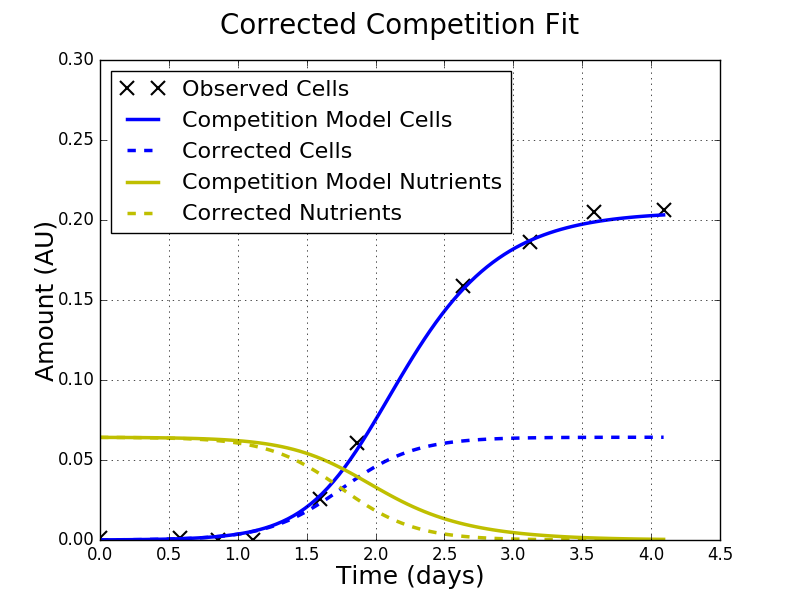 Corrected Competition Fit
Observed Cells
Competition Model Cells
Corrected Cells
Competition Model Nutrients
Corrected Nutrients
Amount (AU)
0.30
0.25
0.20
0.15
0.10
0.05
0.00
0.0 0.5 1.0 1.5 2.0 2.5 3.0 3.5 4.0 4.5
Time (days)